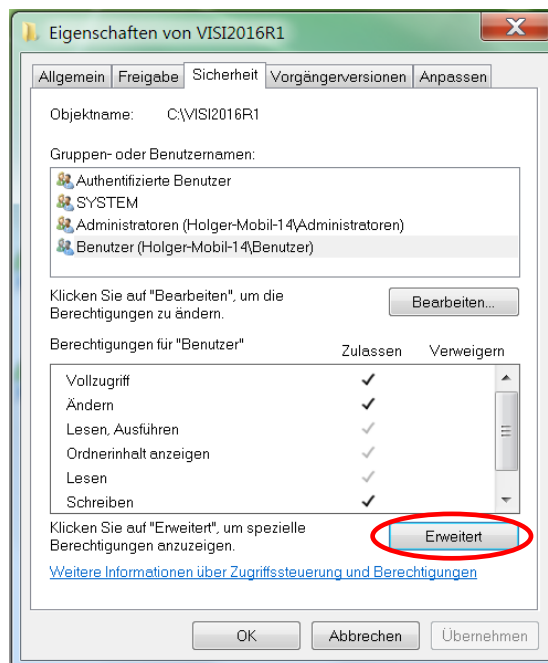 Eigenschaften von VISI2016R1
Allgemein Freigabe Sicherheit Vorgängerversionen Anpassen
Objektname: C:\VISI2016R1
Gruppen- oder Benutzernamen:
Authentifizierte Benutzer
SYSTEM
Administratoren (Holger-Mobil-14\Administratoren)
Benutzer (Holger-Mobil-14\Benutzer)
Klicken Sie auf "Bearbeiten", um die
Berechtigungen zu ändern.
Bearbeiten...
Berechtigungen für "Benutzer" Zulassen Verweigern
Vollzugriff
Ändern
Lesen, Ausführen
Ordnerinhalt anzeigen
Lesen
Schreiben
Klicken Sie auf "Erweitert", um spezielle
Berechtigungen anzuzeigen.
Erweitert
Weitere Informationen über Zugriffssteuerung und Berechtigungen
OK Abbrechen Übernehmen